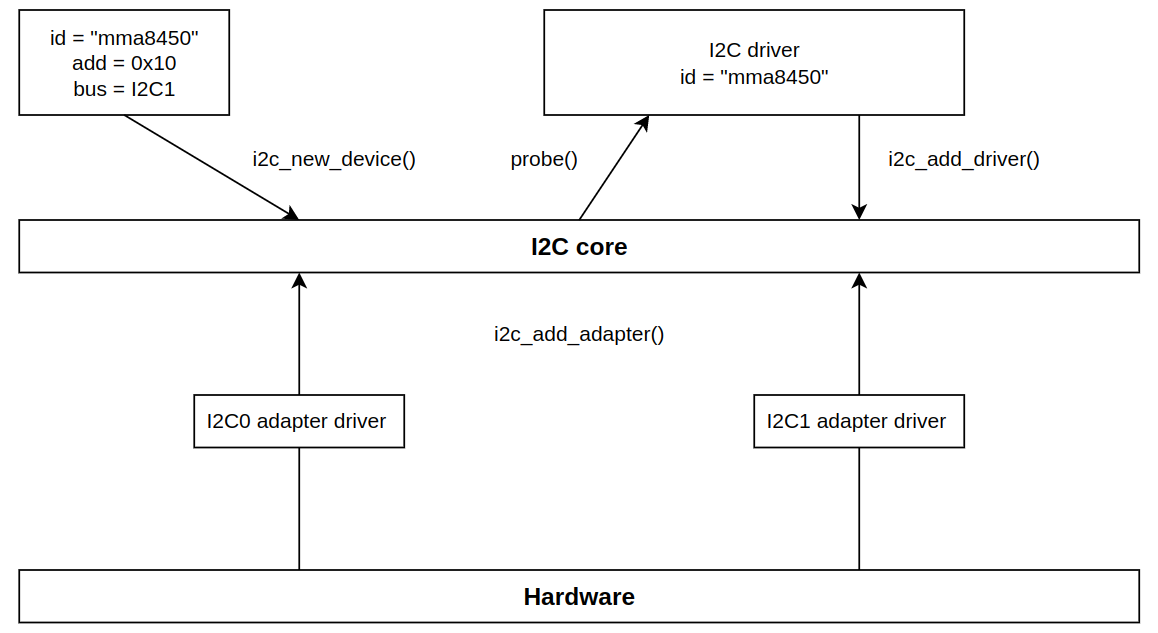 id = "mma8450"
add = 0x10
bus = I2C1
I2C driver
id = "mma8450"
i2c_new_device()
probe()
i2c_add_driver()
I2C core
i2c_add_adapter()
I2C0 adapter driver
I2C1 adapter driver
Hardware